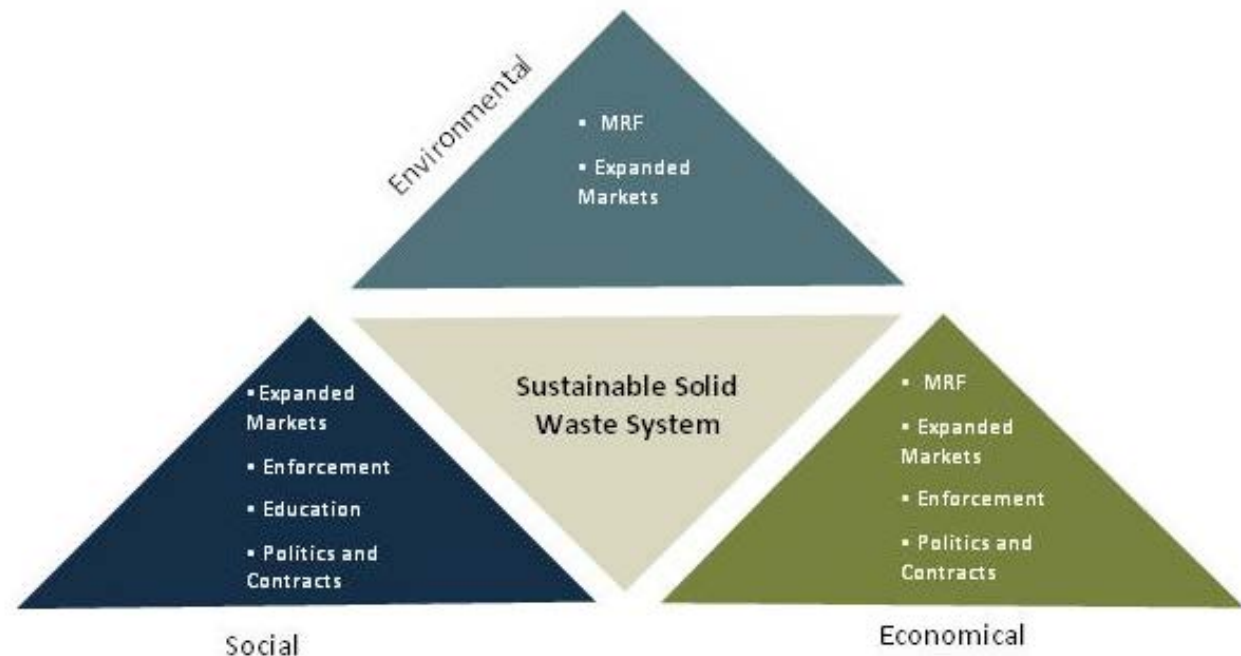 Environmental
▪ MRF
▪ Expanded
Markets
Sustainable Solid
Waste System
▪Expanded
Markets
▪ Enforcement
▪ Education
▪ Politics and
Contracts
Social
▪ MRF
▪ Expanded
Markets
▪ Enforcement
▪ Politics and
Contracts
Economical